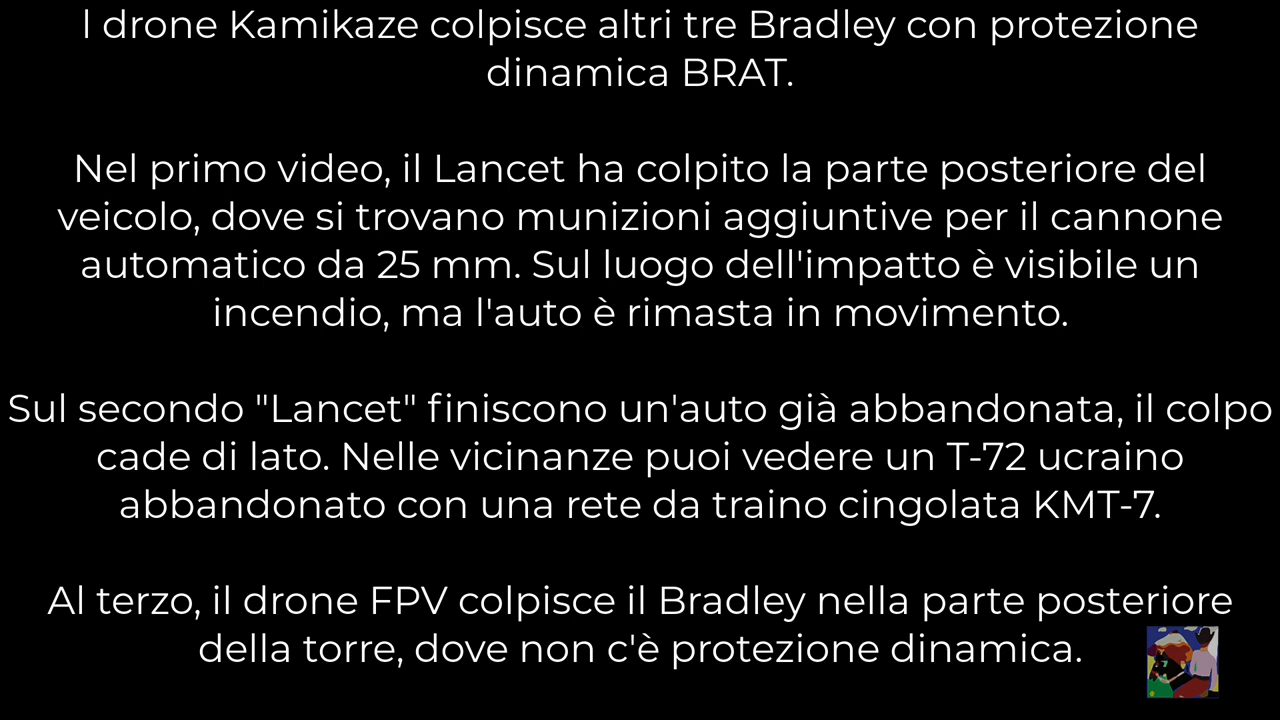 l drone Kamikaze colpisce altri tre Bradley con protezione
dinamica BRAT.
Nel primo video, il Lancet ha colpito la parte posteriore del
veicolo, dove si trovano munizioni aggiuntive per il cannone
automatico da 25 mm. Sul luogo dell'impatto è visibile un
incendio, ma l'auto è rimasta in movimento.
Sul secondo "Lancet" finiscono un'auto già abbandonata, il colpo
cade di lato. Nelle vicinanze puoi vedere un T-72 ucraino
abbandonato con una rete da traino cingolata KMT-7.
Al terzo, il drone FPV colpisce il Bradley nella parte posteriore
della torre, dove non c'è protezione dinamica.